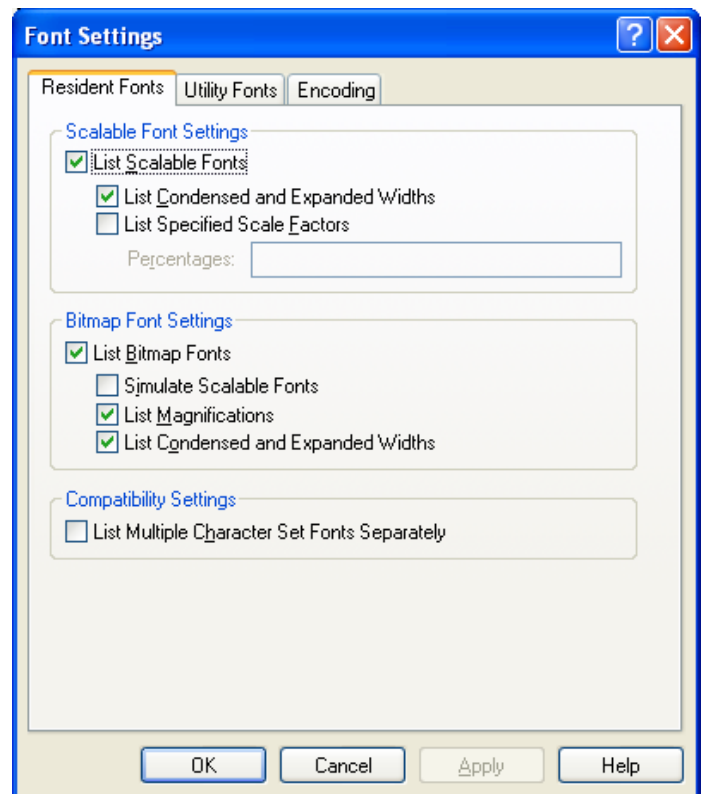 Font Settings
Resident Fonts Utility Fonts Encoding
Scalable Font Settings
List Scalable Fonts
List Condensed and Expanded Widths
List Specified Scale Factors
Percentages:
Bitmap Font Settings
List Bitmap Fonts
Simulate Scalable Fonts
List Magnifications
List Condensed and Expanded Widths
Compatibility Settings
List Multiple Character Set Fonts Separately
OK Cancel Apply Help